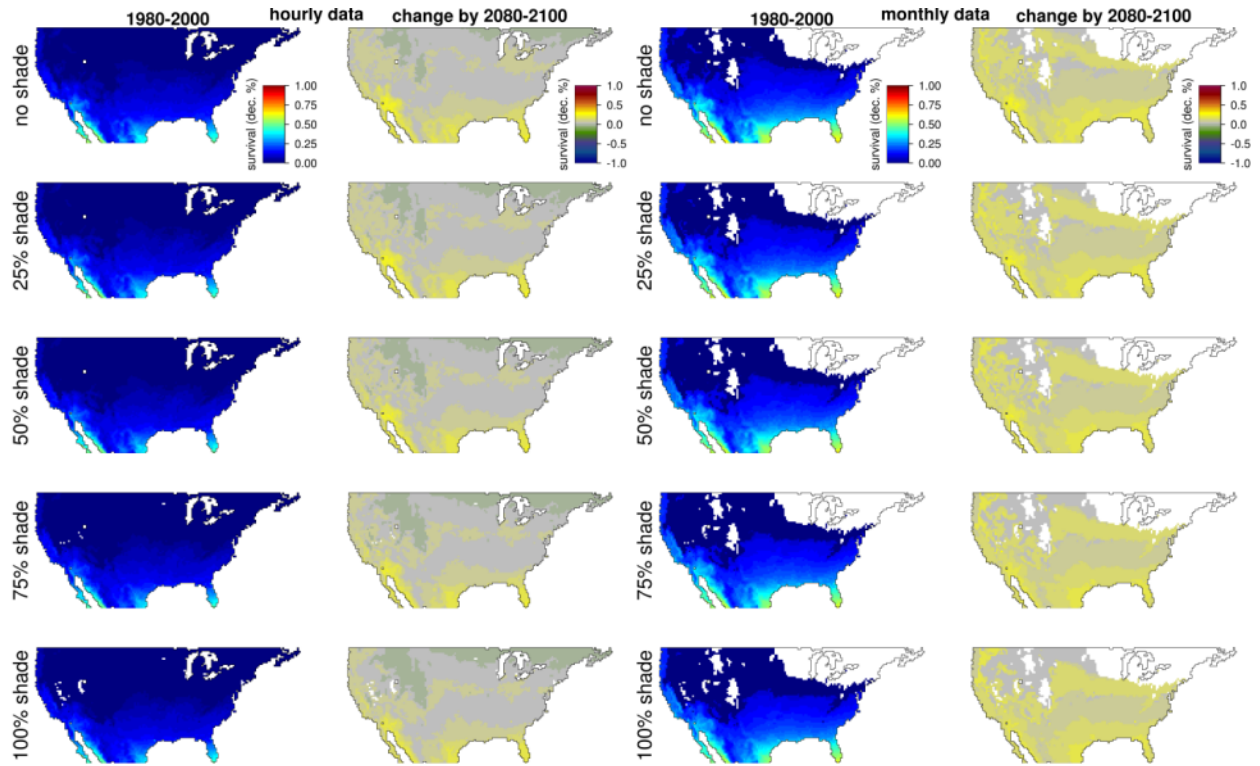 hourly data
monthly data
1980-2000
change by 2080-2100
1980-2000
change by 2080-2100
no shade
survival (dec. %)
1.00
0.75
0.50
0.25
0.00
survival (dec. %)
1.0
0.5
0.0
-0.5
-1.0
no shade
survival (dec. %)
1.00
0.75
0.50
0.25
0.00
survival (dec. %)
1.0
0.5
0.0
-0.5
-1.0
25% shade
25% shade
50% shade
50% shade
75% shade
75% shade
100% shade
100% shade